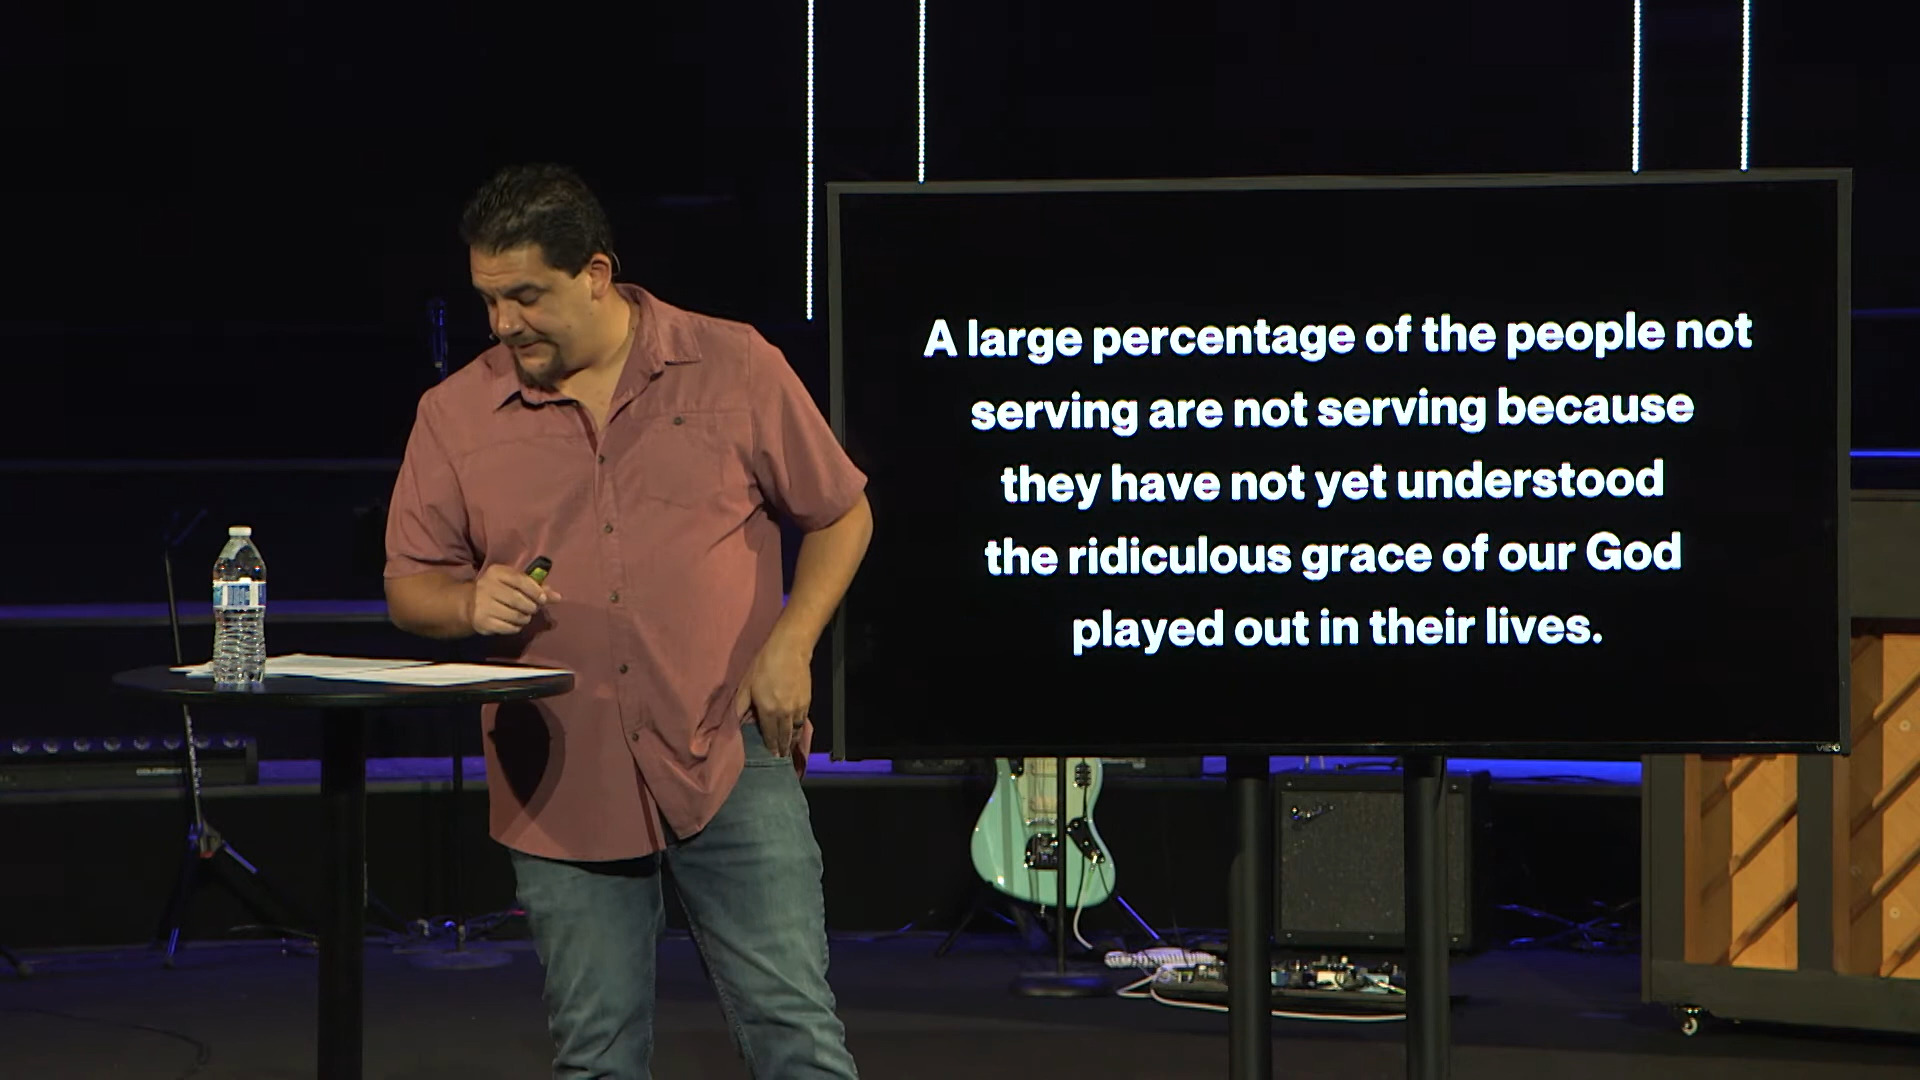 A large percentage of the people not
serving are not serving because
they have not yet understood
the ridiculous grace of our God
played out in their lives.
VIZIO